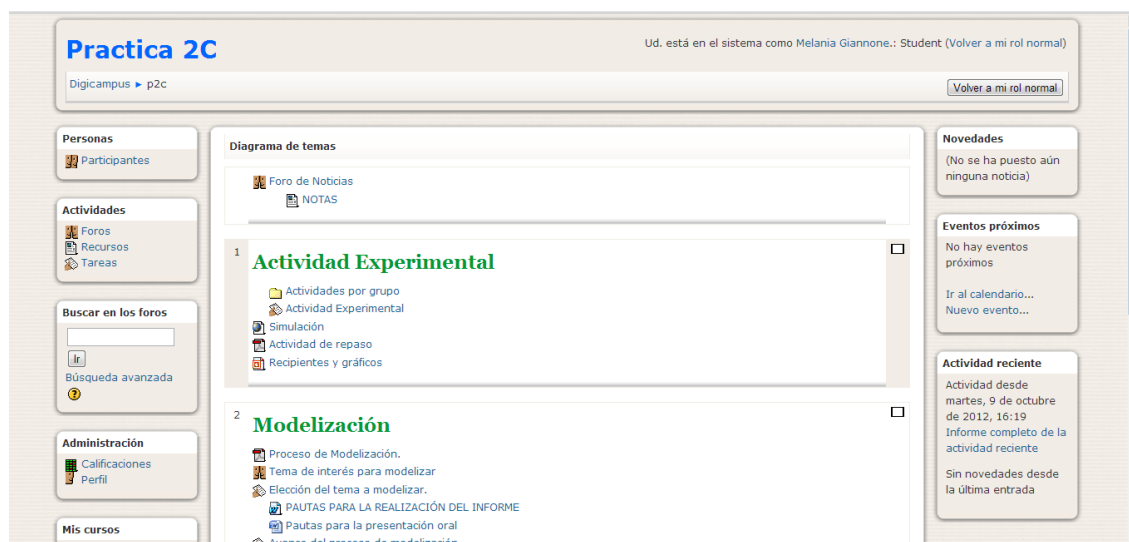 Practica 2C
Ud. está en el sistema como Melania Giannone.: Student (Volver a mi rol normal)
Digicampus ► p2c
Volver a mi rol normal
Personas
Participantes
Actividades
Foros
Recursos
Tareas
Buscar en los foros
Ir
Búsqueda avanzada
Administración
Calificaciones
Perfil
Mis cursos
Diagrama de temas
Foro de Noticias
NOTAS
1
Actividad Experimental
Actividades por grupo
Actividad Experimental
Simulación
Actividad de repaso
Recipientes y gráficos
2
Modelización
Proceso de Modelización.
Tema de interés para modelizar
Elección del tema a modelizar.
PAUTAS PARA LA REALIZACIÓN DEL INFORME
Pautas para la presentación oral
Avance del proceso de modelización
Novedades
(No se ha puesto aún
ninguna noticia)
Eventos próximos
No hay eventos
próximos
Ir al calendario...
Nuevo evento...
Actividad reciente
Actividad desde
martes, 9 de octubre
de 2012, 16:19
Informe completo de la
actividad reciente
Sin novedades desde
la última entrada